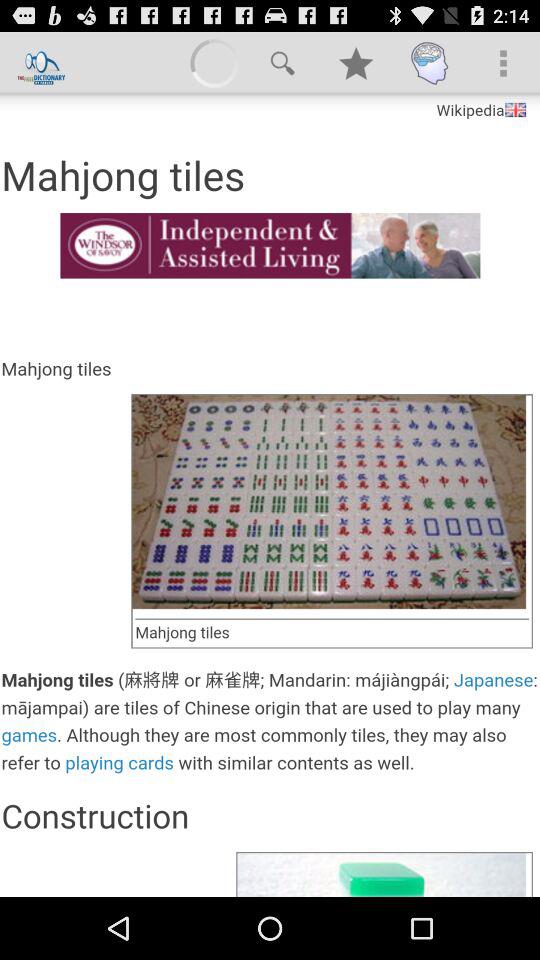 2:14
THE FREE DICTIONARY
BY FARLEX
Wikipedia
Mahjong tiles
The
WINDSOR
OF SAVOY
Independent &
Assisted Living
Mahjong tiles
Mahjong tiles
Mahjong tiles (麻將牌 or 麻雀牌; Mandarin: májiàngpái; Japanese:
mājampai) are tiles of Chinese origin that are used to play many
games. Although they are most commonly tiles, they may also
refer to playing cards with similar contents as well.
Construction